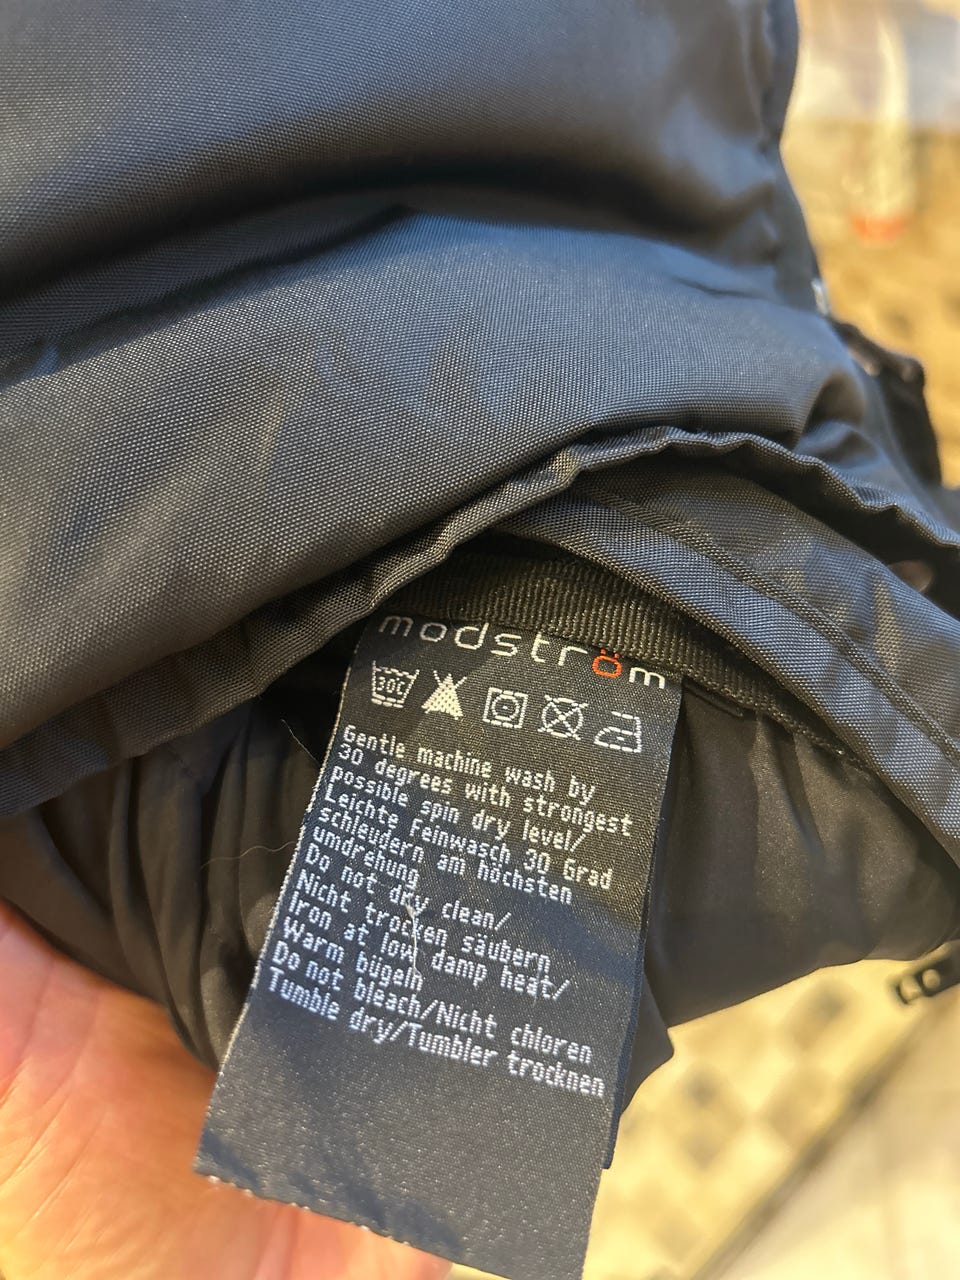 modström
30C
Gentle machine wash by
30 degrees with strongest
possible spin dry level/
Leichte Feinwasch 30 Grad
schleudern am höchsten
umdrehung
Do not dry clean/
Nicht trocken säubern
Iron at low damp heat/
Warm bügeln
Do not bleach/Nicht chloren
Tumble dry/Tumbler trocknen